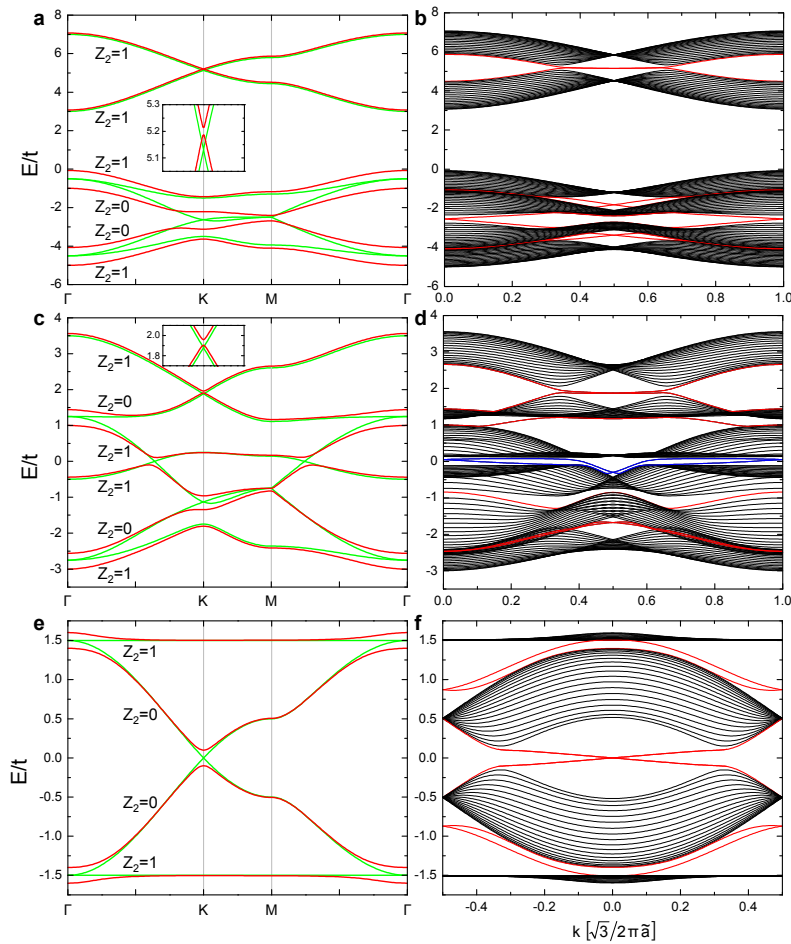 a
8
6
4
2
0
-2
-4
-6
E/t
Z₂=1
Z₂=1
Z₂=1
Z₂=0
Z₂=0
Z₂=1
5.3
5.2
5.1
Γ K M Γ
b
8
6
4
2
0
-2
-4
-6
0.0 0.2 0.4 0.6 0.8 1.0
c
4
3
2
1
0
-1
-2
-3
E/t
Z₂=1
Z₂=0
Z₂=1
Z₂=1
Z₂=0
Z₂=1
2.0
1.9
1.8
Γ K M Γ
d
4
3
2
1
0
-1
-2
-3
0.0 0.2 0.4 0.6 0.8 1.0
e
1.5
1.0
0.5
0.0
-0.5
-1.0
-1.5
E/t
Z₂=1
Z₂=0
Z₂=0
Z₂=1
Γ K M Γ
f
1.5
1.0
0.5
0.0
-0.5
-1.0
-1.5
-0.4 -0.2 0.0 0.2 0.4
k [√3/2πã]